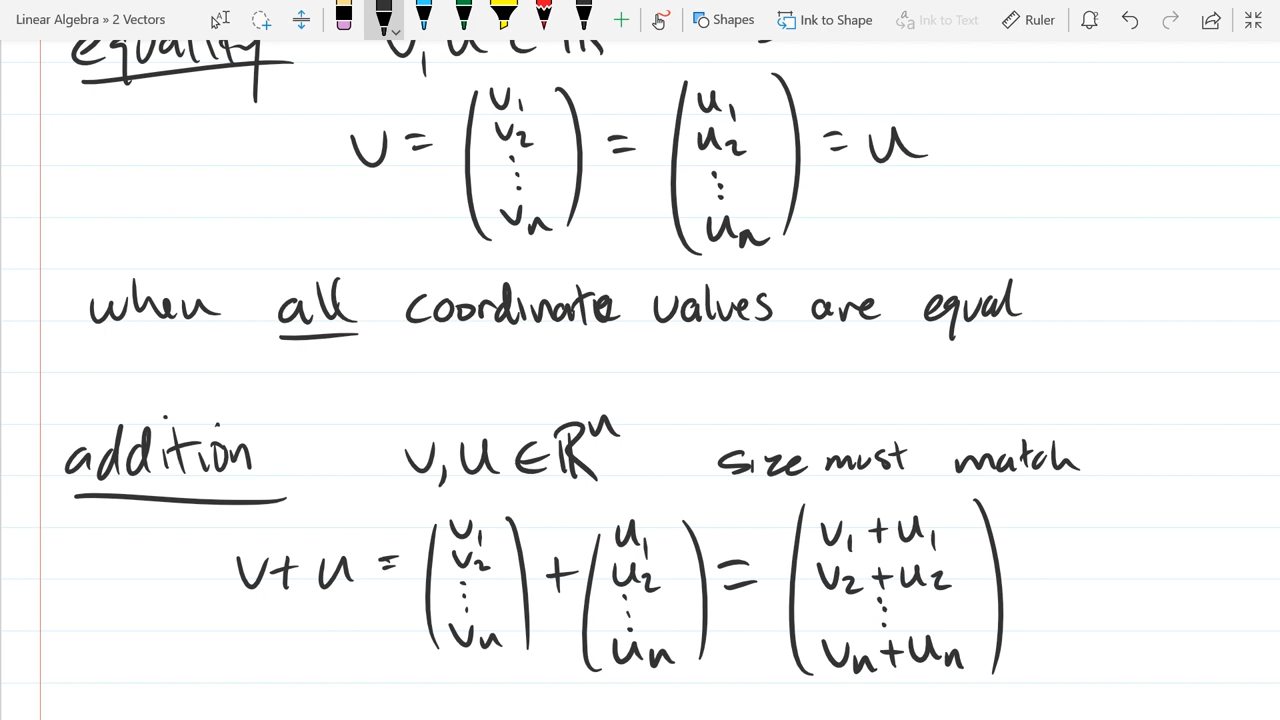 Linear Algebra » 2 Vectors
Shapes Ink to Shape Ink to Text Ruler
equality v, u ∈ ℝ =
v = (v₁ v₂ ⋮ vₙ) = (u₁ u₂ ⋮ uₙ) = u
when all coordinate values are equal
addition v, u ∈ ℝⁿ size must match
v + u = (v₁ v₂ ⋮ vₙ) + (u₁ u₂ ⋮ uₙ) = (v₁ + u₁ v₂ + u₂ ⋮ vₙ + uₙ)